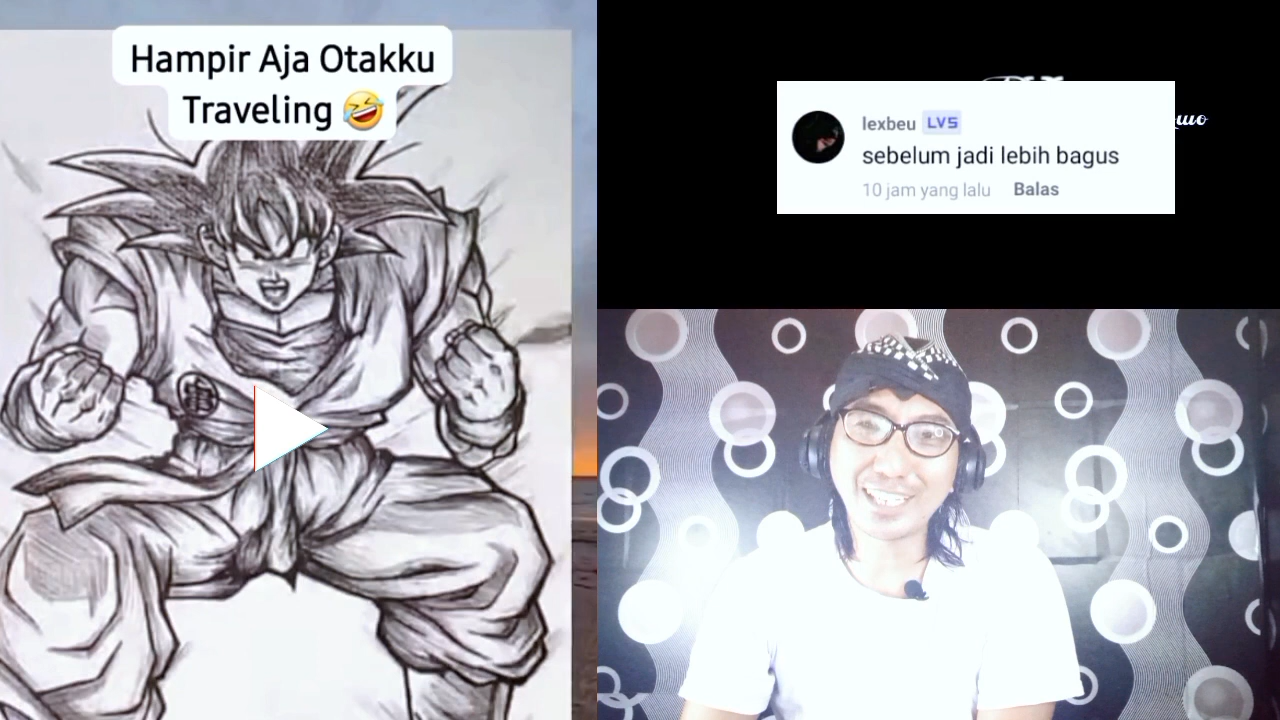 Hampir Aja Otakku
Traveling 🤣
lexbeu LV5
sebelum jadi lebih bagus
10 jam yang lalu Balas